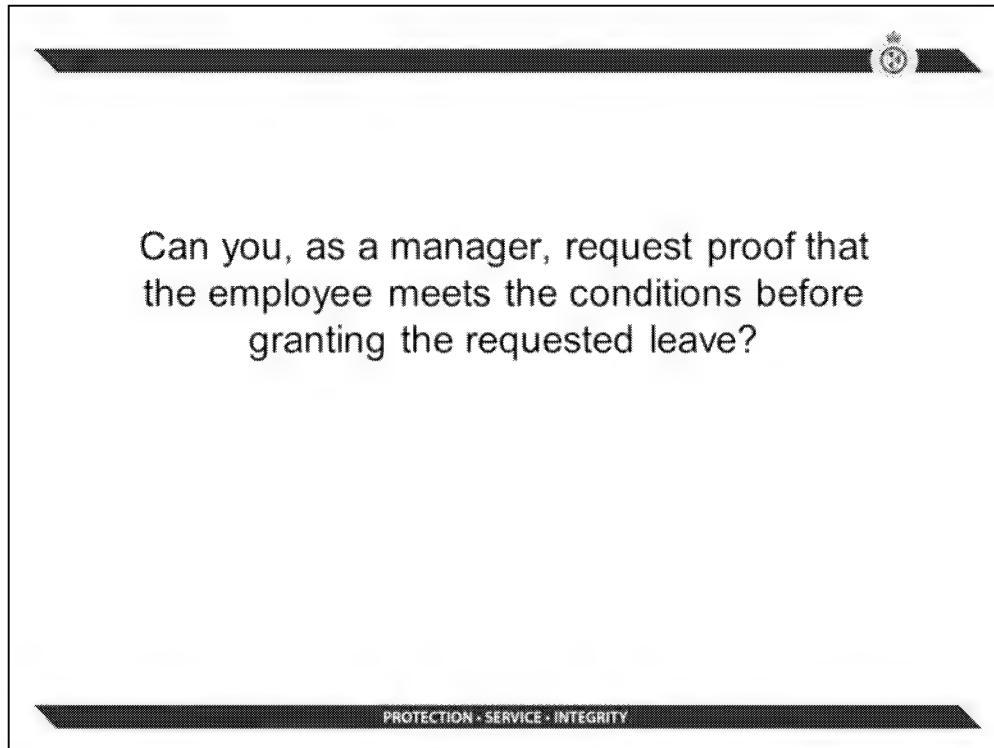 Can you, as a manager, request proof that
the employee meets the conditions before
granting the requested leave?
PROTECTION · SERVICE · INTEGRITY